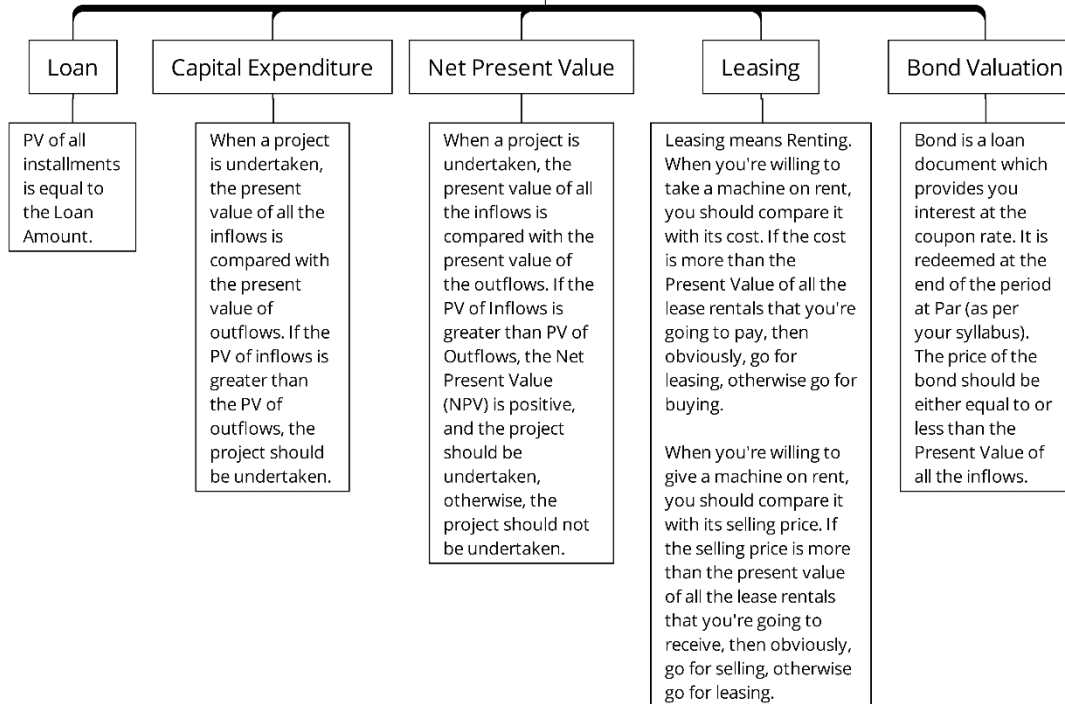 Loan
Capital Expenditure
Net Present Value
Leasing
Bond Valuation
PV of all
installments
is equal to
the Loan
Amount.
When a project
is undertaken,
the present
value of all the
inflows is
compared with
the present
value of
outflows. If the
PV of inflows is
greater than
the PV of
outflows, the
project should
be undertaken.
When a project is
undertaken, the
present value of all
the inflows is
compared with the
present value of
the outflows. If the
PV of Inflows is
greater than PV of
Outflows, the Net
Present Value
(NPV) is positive,
and the project
should be
undertaken,
otherwise, the
project should not
be undertaken.
Leasing means Renting.
When you're willing to
take a machine on rent,
you should compare it
with its cost. If the cost
is more than the
Present Value of all the
lease rentals that you're
going to pay, then
obviously, go for
leasing, otherwise go for
buying.
When you're willing to
give a machine on rent,
you should compare it
with its selling price. If
the selling price is more
than the present value
of all the lease rentals
that you're going to
receive, then obviously,
go for selling, otherwise
go for leasing.
Bond is a loan
document which
provides you
interest at the
coupon rate. It is
redeemed at the
end of the period
at Par (as per
your syllabus).
The price of the
bond should be
either equal to or
less than the
Present Value of
all the inflows.